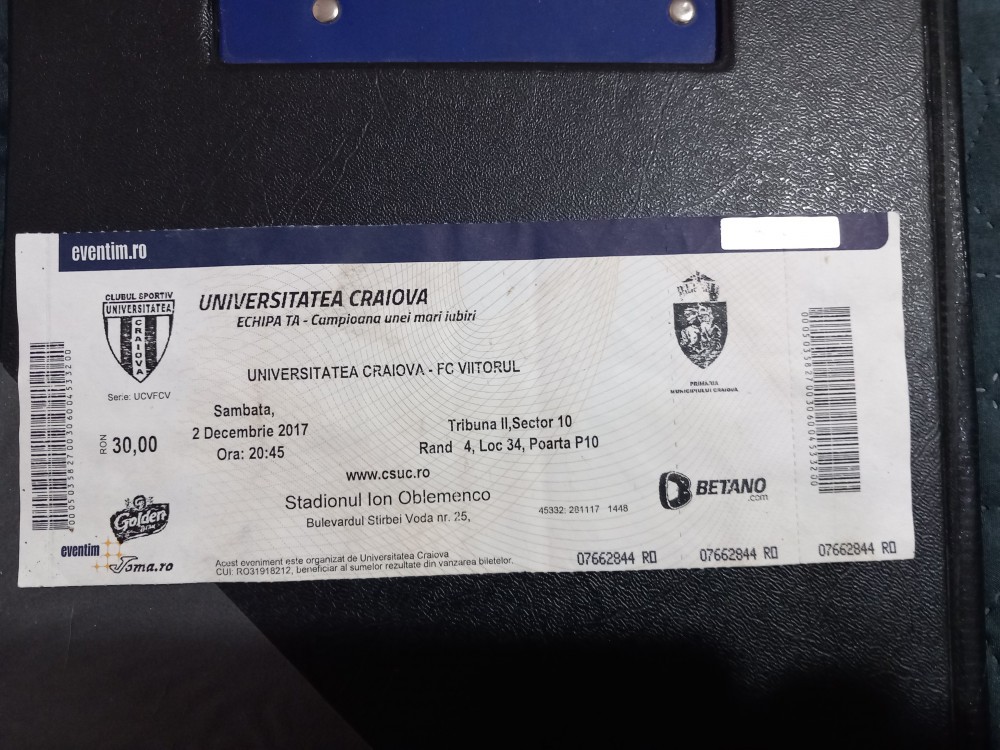 eventim.ro
CLUBUL SPORTIV
UNIVERSITATEA
CRAIOVA
UNIVERSITATEA CRAIOVA
ECHIPA TA - Campioana unei mari iubiri
UNIVERSITATEA CRAIOVA - FC VIITORUL
Serie: UCVFCV
RON 30,00
Sambata,
2 Decembrie 2017
Ora: 20:45
Tribuna II,Sector 10
Rand 4, Loc 34, Poarta P10
www.csuc.ro
Stadionul Ion Oblemenco
Bulevardul Stirbei Voda nr. 25,
45332 281117 1448
PRIMARIA
MUNICIPIULUI CRAIOVA
BETANO
.com
Golden
eventim
Joma.ro
Acest eveniment este organizat de Universitatea Craiova
CUI: RO31918212, beneficiar al sumelor rezultate din vanzarea biletelor.
07662844 RO
07662844 RO
07662844 RO